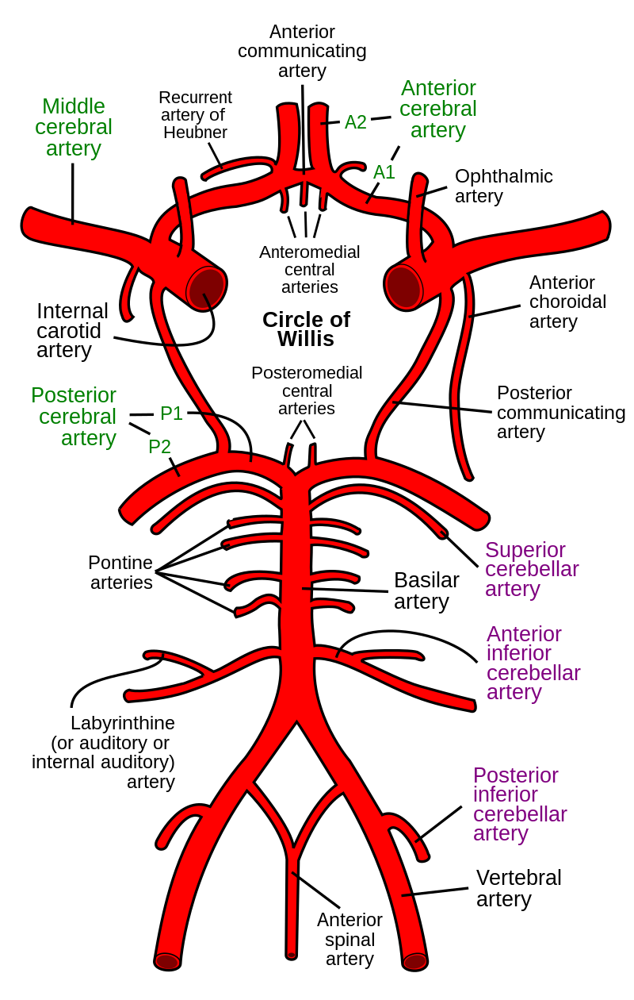 Anterior
communicating
artery
Middle
cerebral
artery
Recurrent
artery of
Heubner
Anterior
cerebral
artery
A2
A1
Ophthalmic
artery
Anteromedial
central
arteries
Circle of
Willis
Internal
carotid
artery
Anterior
choroidal
artery
Posteromedial
central
arteries
Posterior
cerebral
artery
P1
P2
Posterior
communicating
artery
Pontine
arteries
Basilar
artery
Superior
cerebellar
artery
Anterior
inferior
cerebellar
artery
Labyrinthine
(or auditory or
internal auditory)
artery
Posterior
inferior
cerebellar
artery
Vertebral
artery
Anterior
spinal
artery